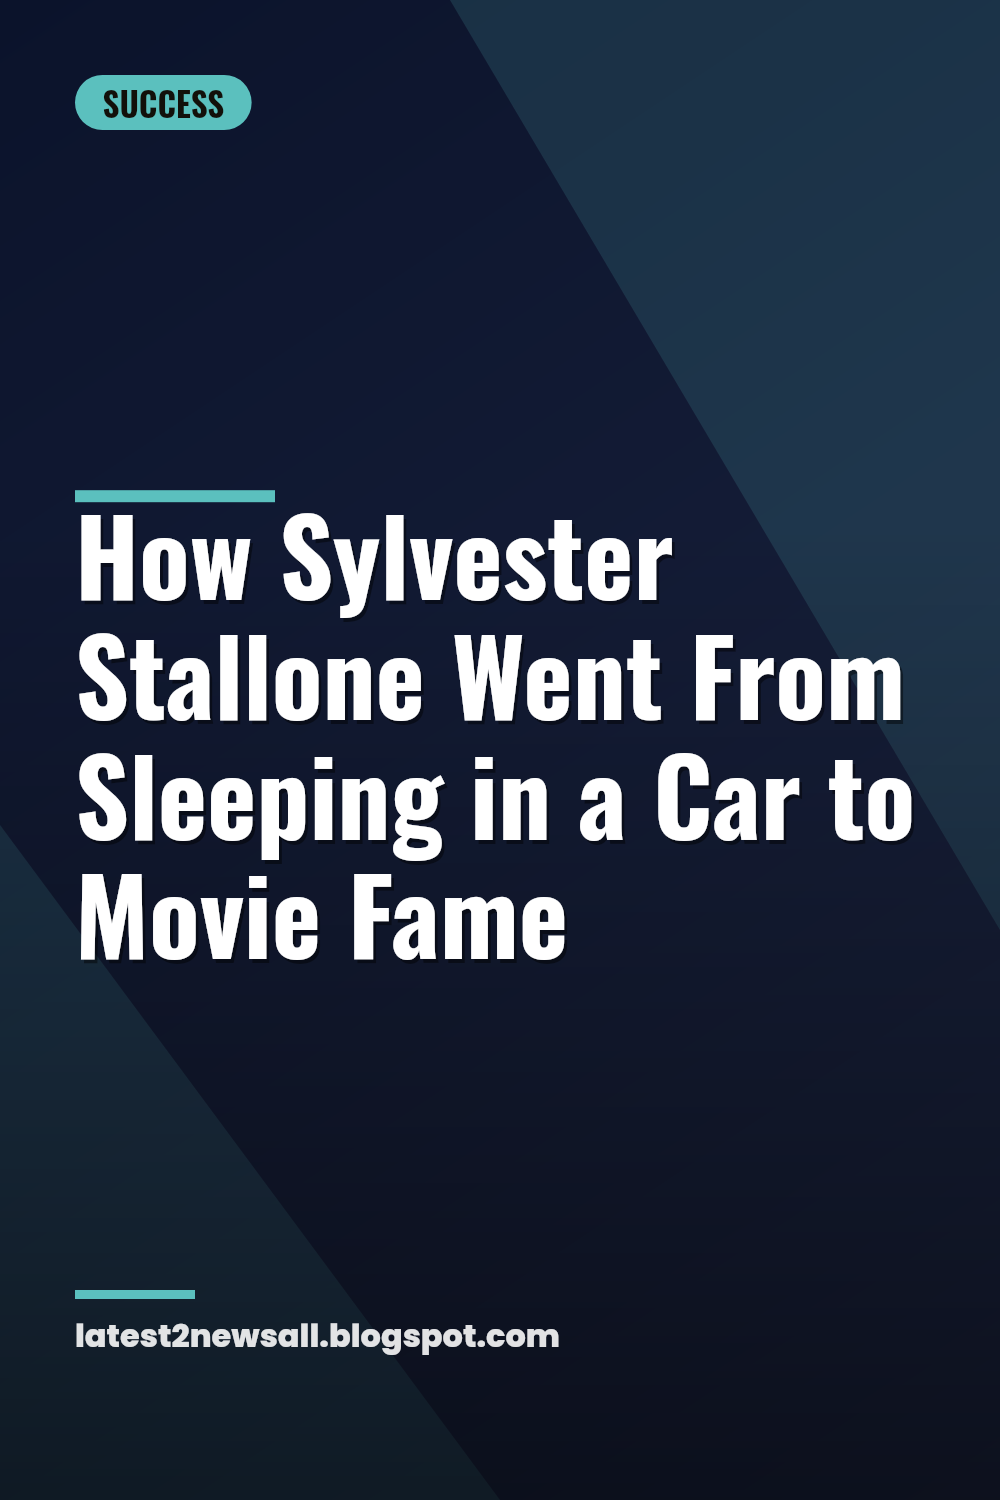 SUCCESS
How Sylvester
Stallone Went From
Sleeping in a Car to
Movie Fame
latest2newsall.blogspot.com